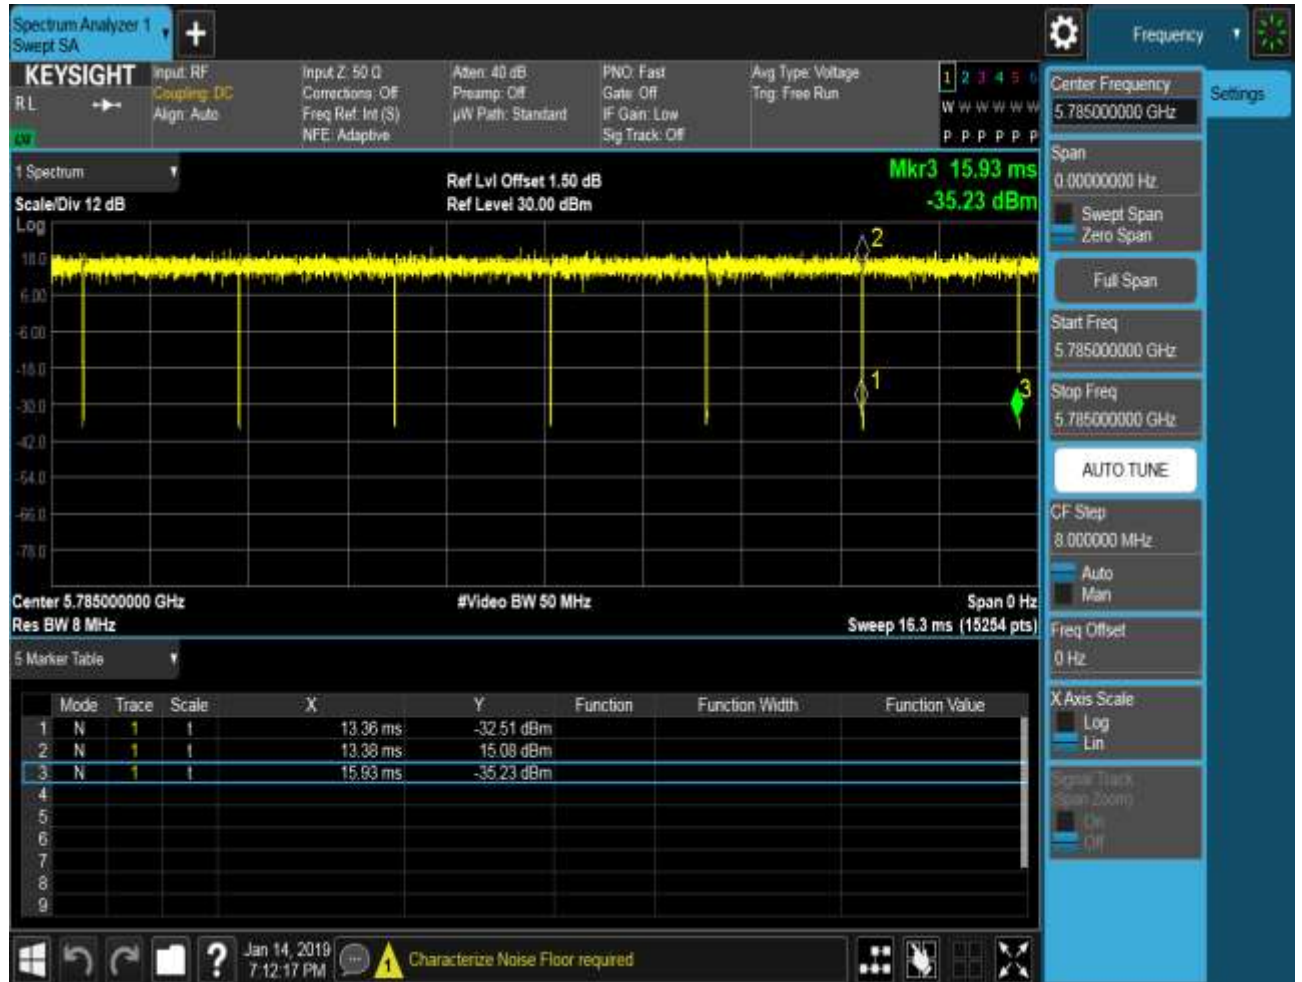 Spectrum Analyzer 1
Swept SA
+
Frequency
KEYSIGHT
RL
Input: RF
Coupling: DC
Align: Auto
Input Z: 50 Ω
Corrections: Off
Freq Ref: Int (S)
NFE: Adaptive
Atten: 40 dB
Preamp: Off
µW Path: Standard
PNO: Fast
Gate: Off
IF Gain: Low
Sig Track: Off
Avg Type: Voltage
Trig: Free Run
1 2 3 4 5 6
W W W W W W
P P P P P P
1 Spectrum
Scale/Div 12 dB
Log
Ref Lvl Offset 1.50 dB
Ref Level 30.00 dBm
Mkr3 15.93 ms
-35.23 dBm
18.0
6.00
-6.00
-18.0
-30.0
-42.0
-54.0
-66.0
-78.0
2
1
3
Center 5.785000000 GHz
Res BW 8 MHz
#Video BW 50 MHz
Span 0 Hz
Sweep 16.3 ms (15254 pts)
5 Marker Table
Mode Trace Scale X Y Function Function Width Function Value
1 N 1 t 13.36 ms -32.51 dBm
2 N 1 t 13.38 ms 15.08 dBm
3 N 1 t 15.93 ms -35.23 dBm
4
5
6
7
8
9
Center Frequency
5.785000000 GHz
Settings
Span
0.00000000 Hz
Swept Span
Zero Span
Full Span
Start Freq
5.785000000 GHz
Stop Freq
5.785000000 GHz
AUTO TUNE
CF Step
8.000000 MHz
Auto
Man
Freq Offset
0 Hz
X Axis Scale
Log
Lin
Signal Track
(Span Zoom)
On
Off
?
Jan 14, 2019
7:12:17 PM
Characterize Noise Floor required